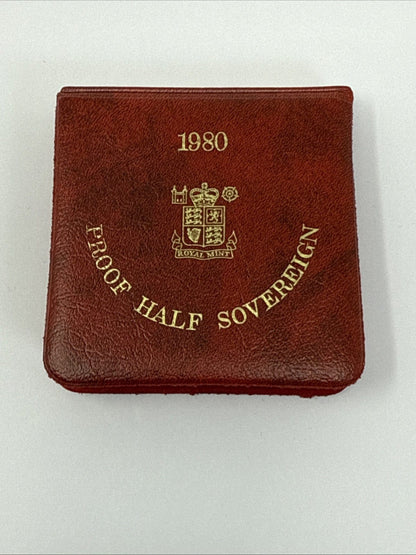 1980
ROYAL MINT
PROOF HALF SOVEREIGN